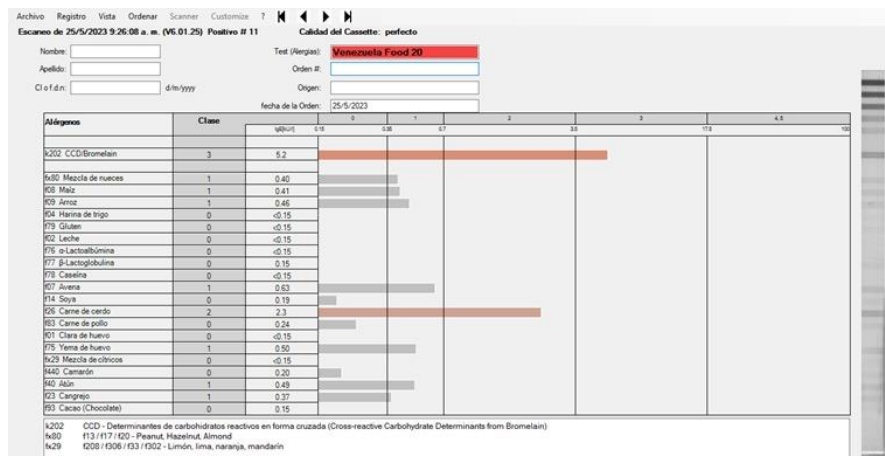 Archivo Registro Vista Ordenar Scanner Customize ?
Escaneo de 25/5/2023 9:26:08 a. m. (V6.01.25) Positivo # 11 Calidad del Cassette: perfecto
Nombre: Test (Alergias): Venezuela Food 20
Apellido: Orden #:
CI o f.d.n: d/m/yyyy Origen:
fecha de la Orden: 25/5/2023
Alérgenos Clase 0 1 2 3 4, 5
IgE[kU/l] 0.15 0.35 0.7 3.5 17.5 100
k202 CCD/Bromelain 3 5.2
fx80 Mezcla de nueces 1 0.40
f08 Maíz 1 0.41
f09 Arroz 1 0.46
f04 Harina de trigo 0 <0.15
f79 Gluten 0 <0.15
f02 Leche 0 <0.15
f76 α-Lactoalbúmina 0 <0.15
f77 β-Lactoglobulina 0 0.15
f78 Caseína 0 <0.15
f07 Avena 1 0.63
f14 Soya 0 0.19
f26 Carne de cerdo 2 2.3
f83 Carne de pollo 0 0.24
f01 Clara de huevo 0 <0.15
f75 Yema de huevo 1 0.50
fx29 Mezcla de cítricos 0 <0.15
f440 Camarón 0 0.20
f40 Atún 1 0.49
f23 Cangrejo 1 0.37
f93 Cacao (Chocolate) 0 0.15
k202 CCD - Determinantes de carbohidratos reactivos en forma cruzada (Cross-reactive Carbohydrate Determinants from Bromelain)
fx80 f13 / f17 / f20 - Peanut, Hazelnut, Almond
fx29 f208 / f306 / f33 / f302 - Limón, lima, naranja, mandarín